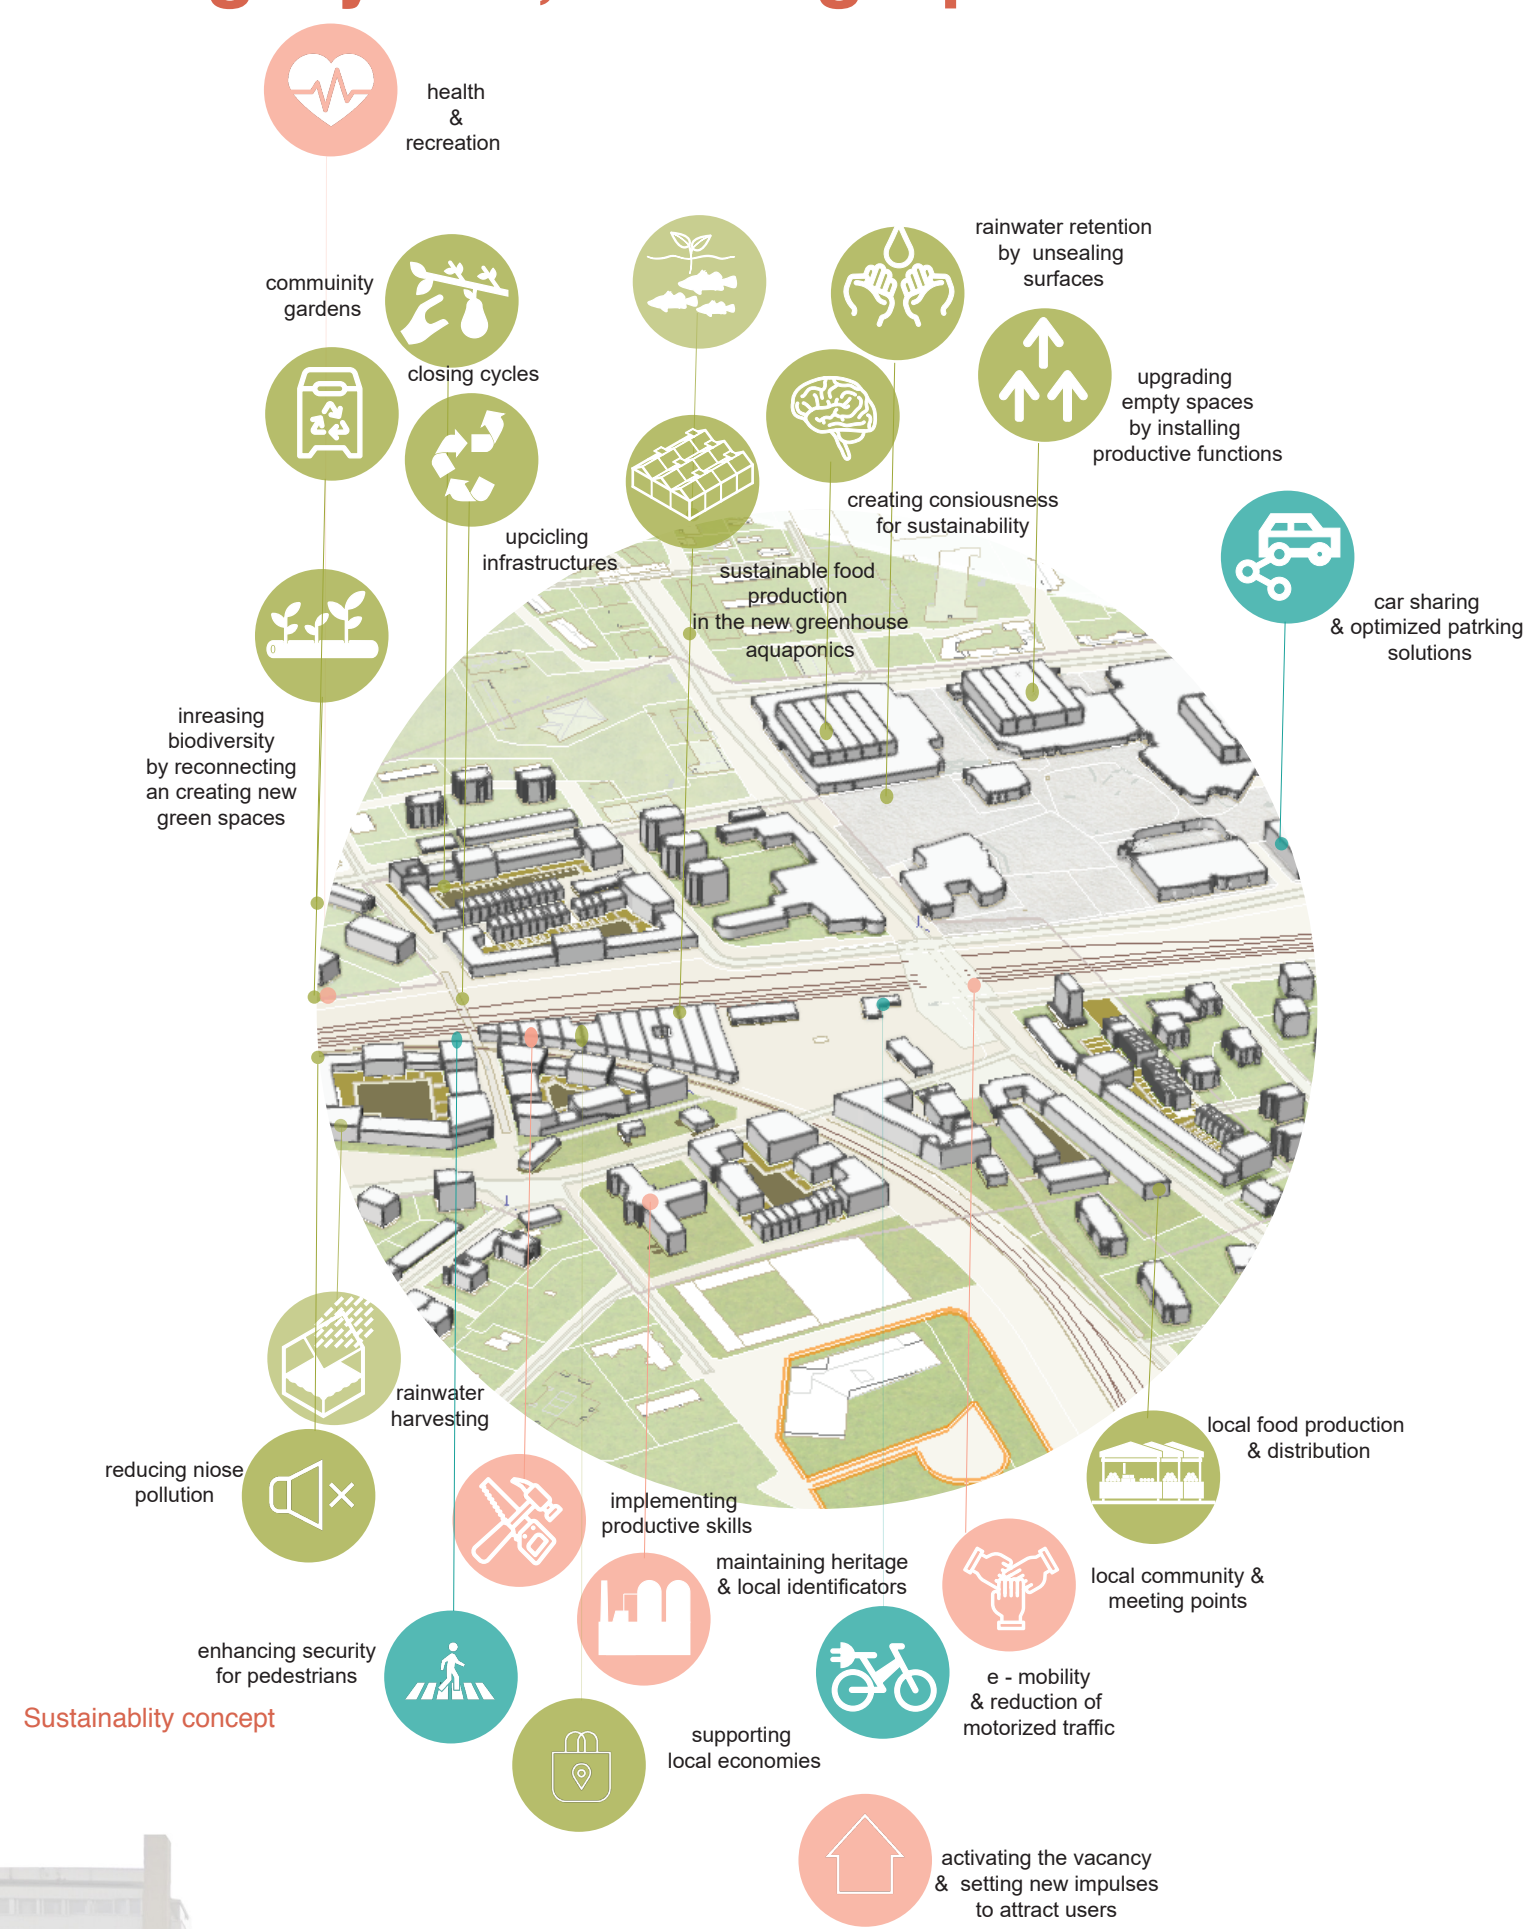 health
&
recreation
rainwater retention
by unsealing
surfaces
commuinity
gardens
closing cycles
upgrading
empty spaces
by installing
productive functions
creating consiousness
for sustainability
upcicling
infrastructures
sustainable food
production
in the new greenhouse
aquaponics
car sharing
& optimized patrking
solutions
inreasing
biodiversity
by reconnecting
an creating new
green spaces
rainwater
harvesting
local food production
& distribution
reducing niose
pollution
implementing
productive skills
maintaining heritage
& local identificators
local community &
meeting points
enhancing security
for pedestrians
e - mobility
& reduction of
motorized traffic
Sustainablity concept
supporting
local economies
activating the vacancy
& setting new impulses
to attract users